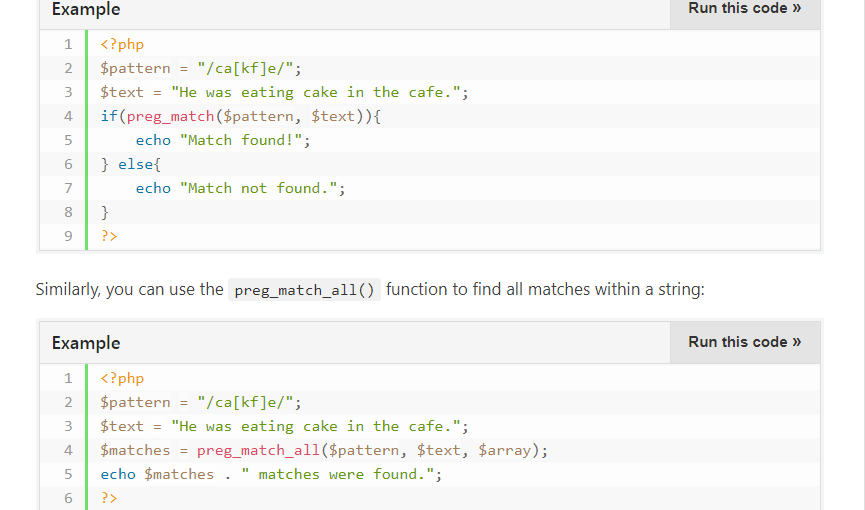 Example
Run this code »
1 <?php
2 $pattern = "/ca[kf]e/";
3 $text = "He was eating cake in the cafe.";
4 if(preg_match($pattern, $text)){
5     echo "Match found!";
6 } else{
7     echo "Match not found.";
8 }
9 ?>
Similarly, you can use the preg_match_all() function to find all matches within a string:
Example
Run this code »
1 <?php
2 $pattern = "/ca[kf]e/";
3 $text = "He was eating cake in the cafe.";
4 $matches = preg_match_all($pattern, $text, $array);
5 echo $matches . " matches were found.";
6 ?>